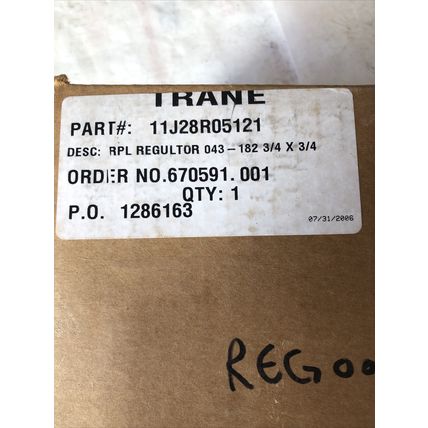 TRANE
PART#: 11J28R05121
DESC: RPL REGULTOR 043-182 3/4 X 3/4
ORDER NO.670591.001
QTY: 1
P.O. 1286163
07/31/2006
REG00